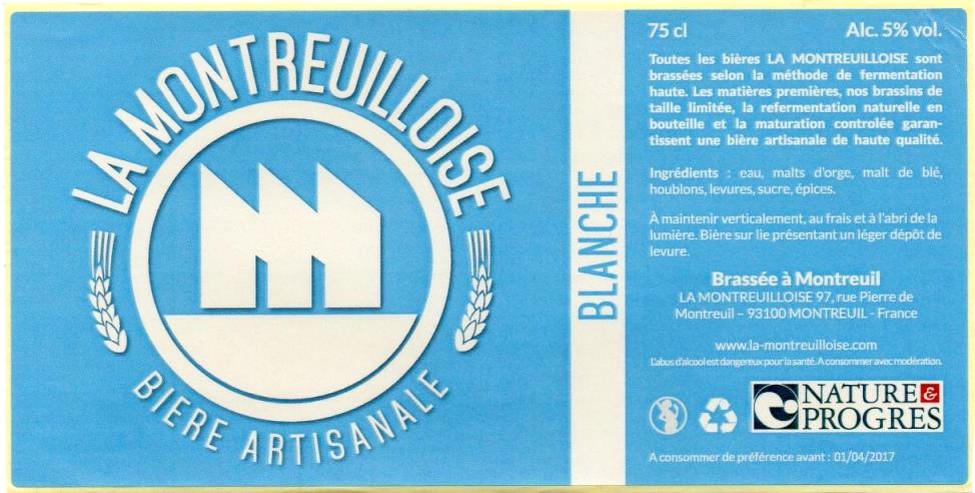 LA MONTREUILLOISE
BIERE ARTISANALE
BLANCHE
75 cl Alc. 5% vol.
Toutes les bières LA MONTREUILLOISE sont
brassées selon la méthode de fermentation
haute. Les matières premières, nos brassins de
taille limitée, la refermentation naturelle en
bouteille et la maturation controlée garan-
tissent une bière artisanale de haute qualité.
Ingrédients : eau, malts d'orge, malt de blé,
houblons, levures, sucre, épices.
À maintenir verticalement, au frais et à l'abri de la
lumière. Bière sur lie présentant un léger dépôt de
levure.
Brassée à Montreuil
LA MONTREUILLOISE 97, rue Pierre de
Montreuil – 93100 MONTREUIL - France
www.la-montreuilloise.com
L'abus d'alcool est dangereux pour la santé. A consommer avec modération.
NATURE &
PROGRES
A consommer de préférence avant : 01/04/2017